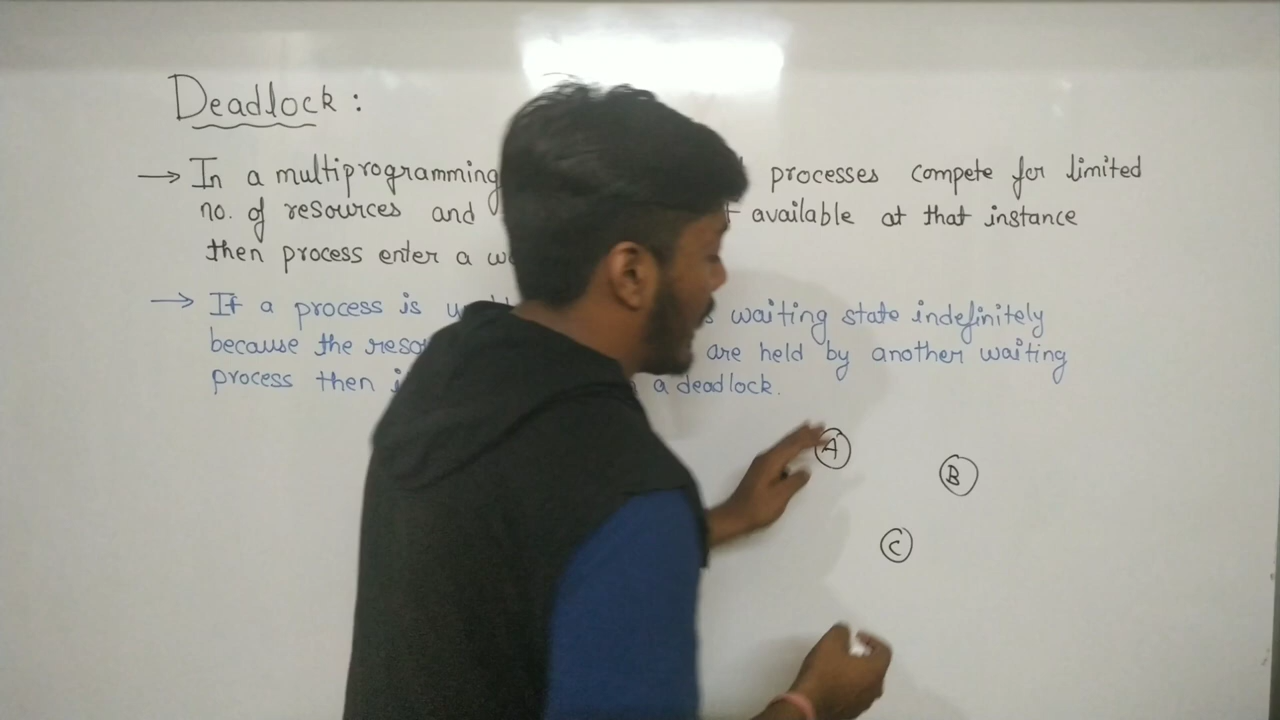 Deadlock :
→ In a multiprogramming processes compete for limited
no. of resources and available at that instance
then process enter a
→ If a process is waiting state indefinitely
because the are held by another waiting
process then a deadlock.
A
B
C